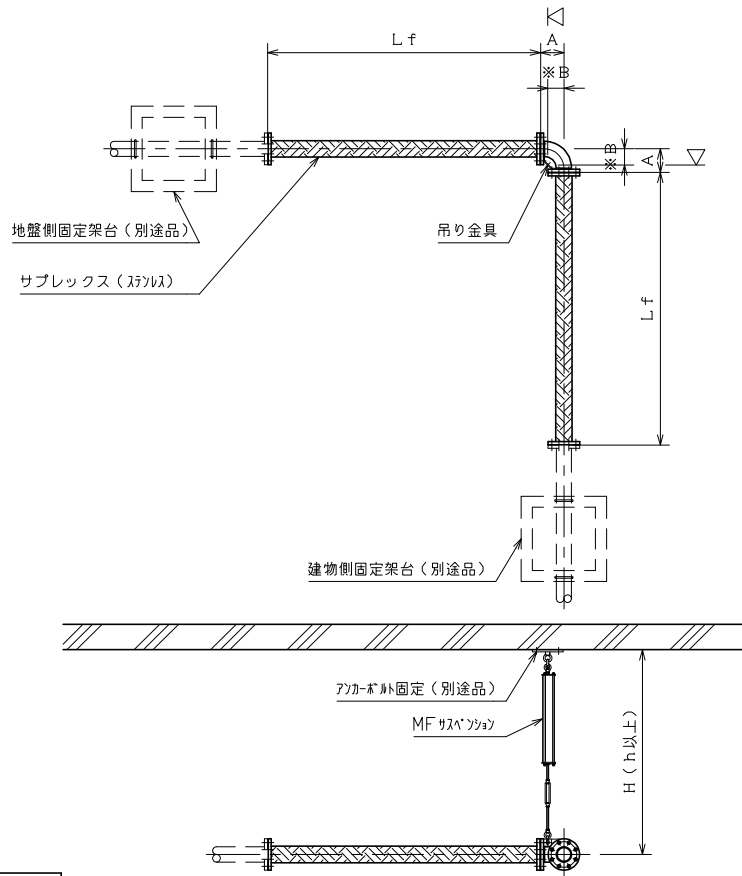 Ｌｆ
Ａ
※Ｂ
※Ｂ
Ａ
地盤側固定架台（別途品）
吊り金具
サプレックス（ｽﾃﾝﾚｽ）
Ｌｆ
建物側固定架台（別途品）
ｱﾝｶｰﾎﾞﾙﾄ固定（別途品）
ＭＦｻｽﾍﾟﾝｼｮﾝ
Ｈ（ｈ以上）